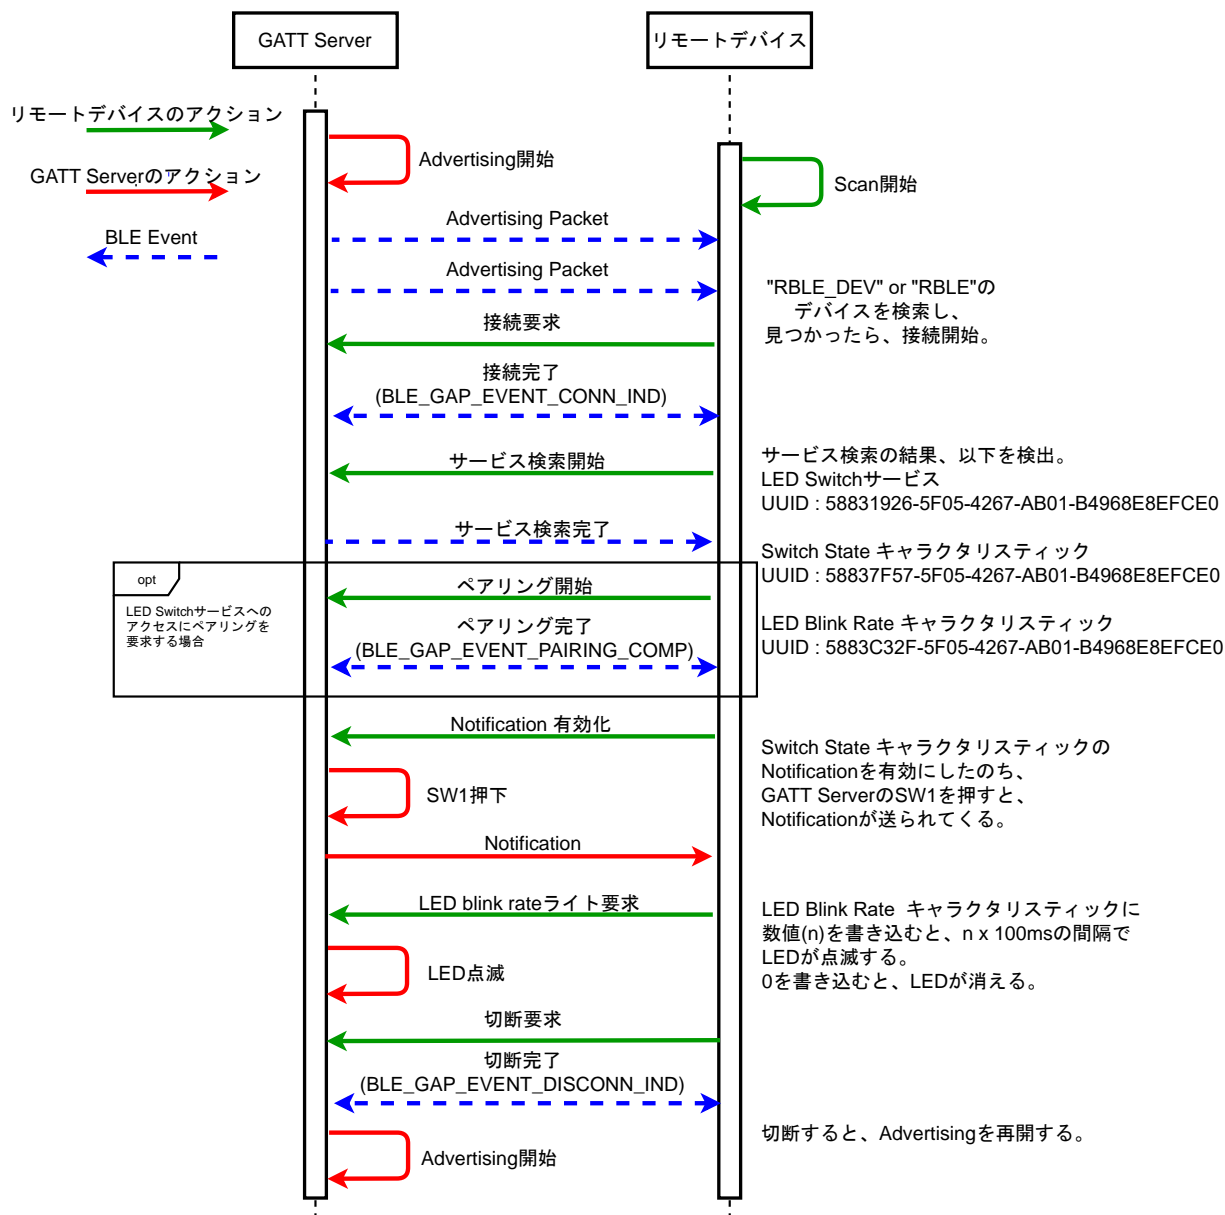 GATT Server
リモートデバイス
リモートデバイスのアクション
GATT Serverのアクション
BLE Event
Advertising開始
Scan開始
Advertising Packet
Advertising Packet
"RBLE_DEV" or "RBLE"の
デバイスを検索し、
見つかったら、接続開始。
接続要求
接続完了
(BLE_GAP_EVENT_CONN_IND)
サービス検索開始
サービス検索の結果、以下を検出。
LED Switchサービス
UUID : 58831926-5F05-4267-AB01-B4968E8EFCE0
サービス検索完了
Switch State キャラクタリスティック
UUID : 58837F57-5F05-4267-AB01-B4968E8EFCE0
opt
LED Switchサービスへの
アクセスにペアリングを
要求する場合
ペアリング開始
ペアリング完了
(BLE_GAP_EVENT_PAIRING_COMP)
LED Blink Rate キャラクタリスティック
UUID : 5883C32F-5F05-4267-AB01-B4968E8EFCE0
Notification 有効化
SW1押下
Switch State キャラクタリスティックの
Notificationを有効にしたのち、
GATT ServerのSW1を押すと、
Notificationが送られてくる。
Notification
LED blink rateライト要求
LED点滅
LED Blink Rate キャラクタリスティックに
数値(n)を書き込むと、n x 100msの間隔で
LEDが点滅する。
0を書き込むと、LEDが消える。
切断要求
切断完了
(BLE_GAP_EVENT_DISCONN_IND)
Advertising開始
切断すると、Advertisingを再開する。